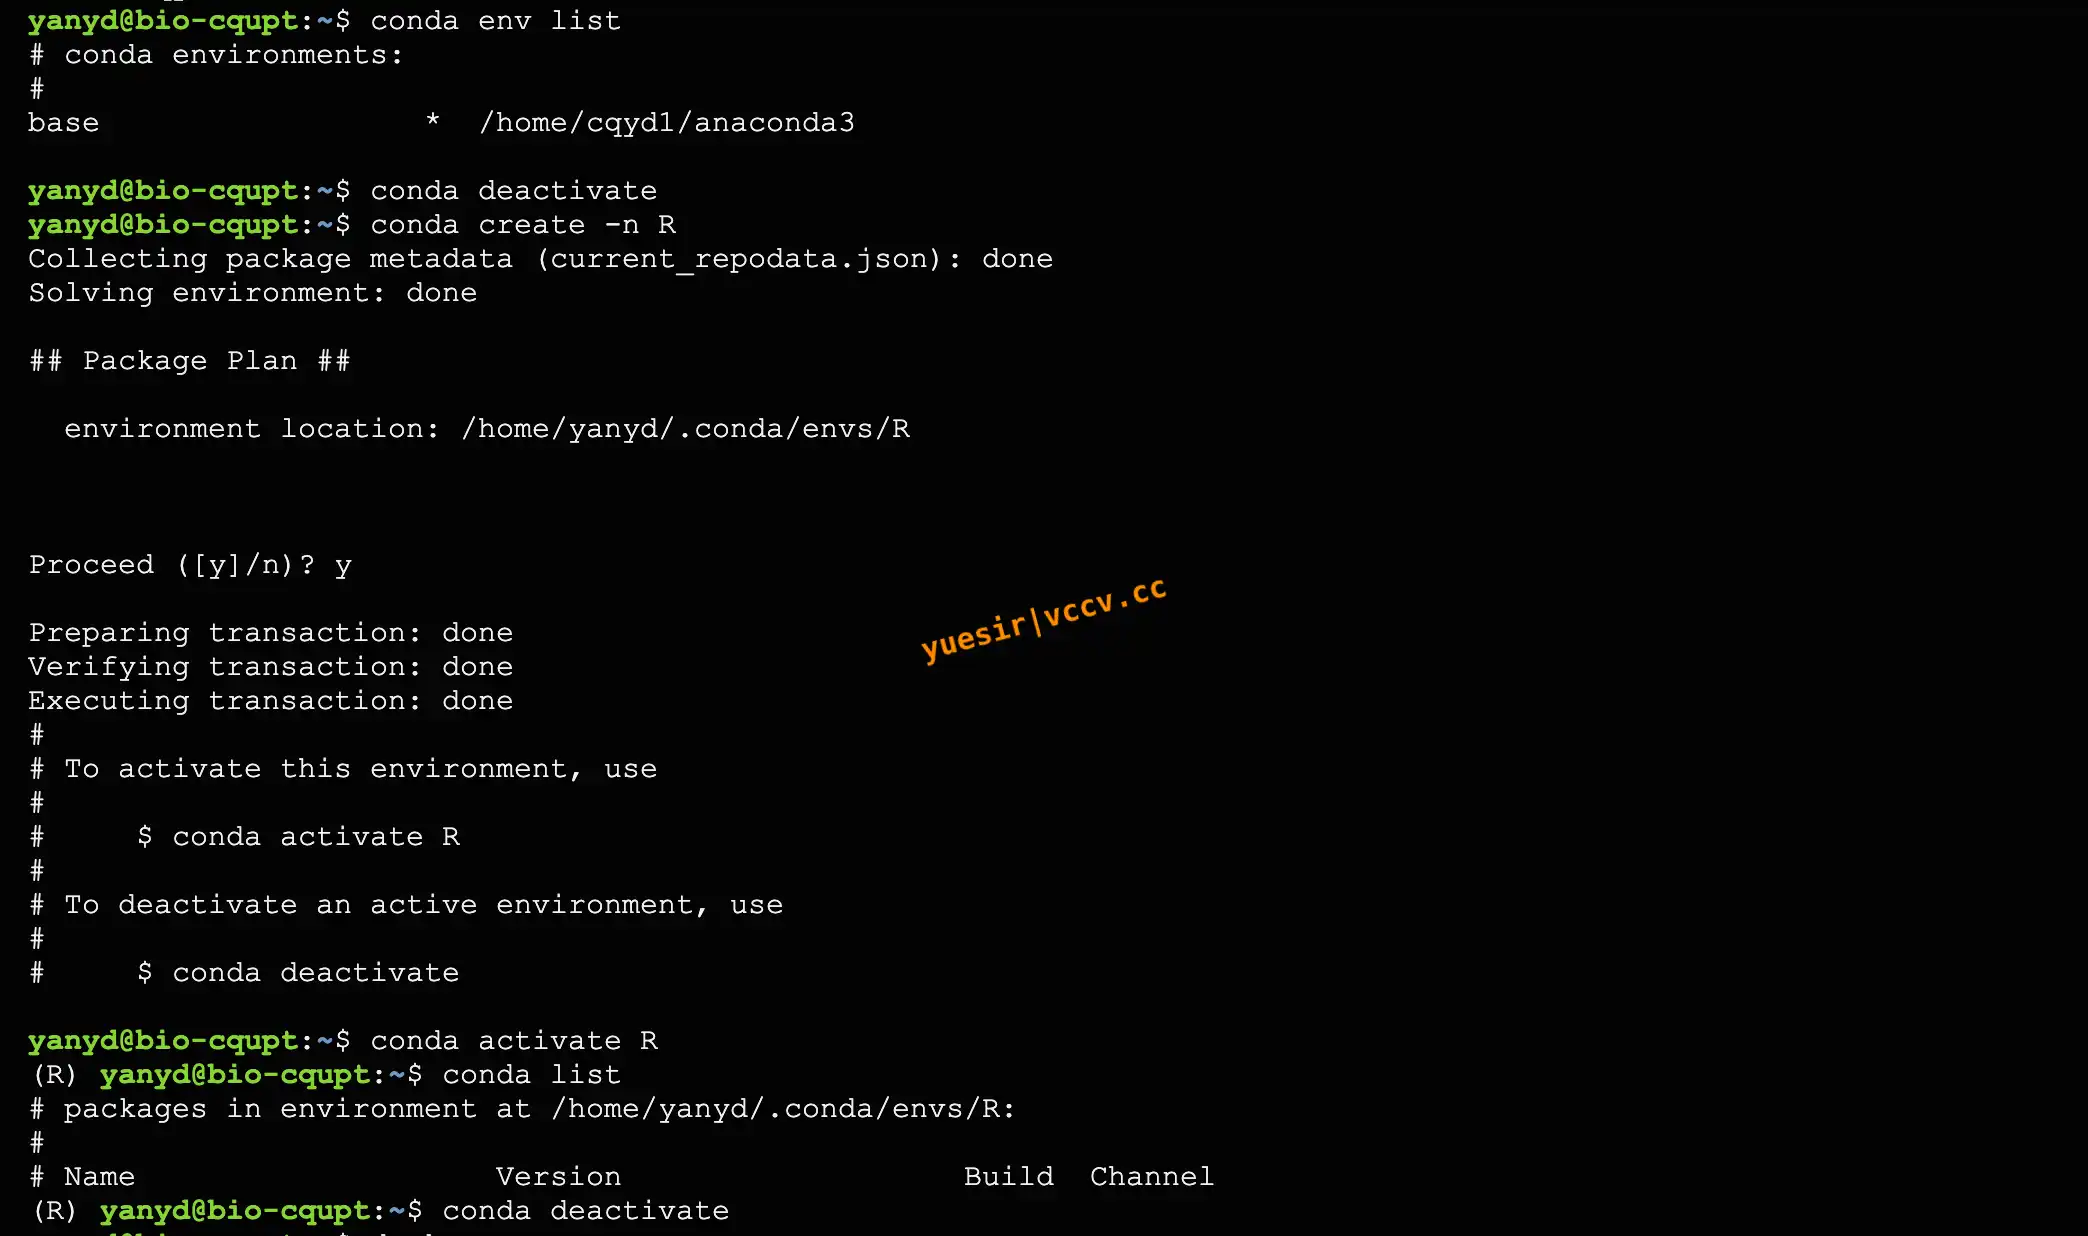 yanyd@bio-cqupt:~$ conda env list
# conda environments:
#
base                  *  /home/cqyd1/anaconda3
yanyd@bio-cqupt:~$ conda deactivate
yanyd@bio-cqupt:~$ conda create -n R
Collecting package metadata (current_repodata.json): done
Solving environment: done
## Package Plan ##
  environment location: /home/yanyd/.conda/envs/R
Proceed ([y]/n)? y
yuesir|vccv.cc
Preparing transaction: done
Verifying transaction: done
Executing transaction: done
#
# To activate this environment, use
#
#     $ conda activate R
#
# To deactivate an active environment, use
#
#     $ conda deactivate
yanyd@bio-cqupt:~$ conda activate R
(R) yanyd@bio-cqupt:~$ conda list
# packages in environment at /home/yanyd/.conda/envs/R:
#
# Name                    Version                   Build  Channel
(R) yanyd@bio-cqupt:~$ conda deactivate